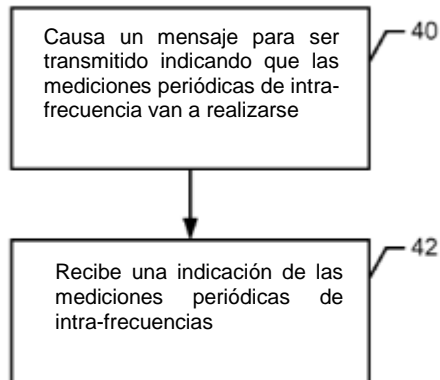 Causa un mensaje para ser
transmitido indicando que las
mediciones periódicas de intra-
frecuencia van a realizarse
40
Recibe una indicación de las
mediciones periódicas de
intra-frecuencias
42